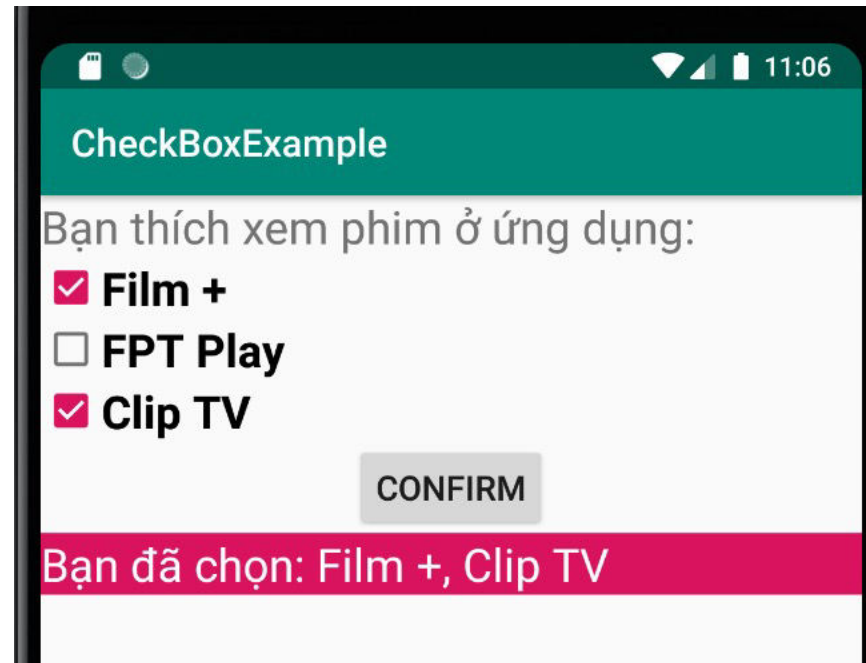 11:06
CheckBoxExample
Bạn thích xem phim ở ứng dụng:
Film +
FPT Play
Clip TV
CONFIRM
Bạn đã chọn: Film +, Clip TV